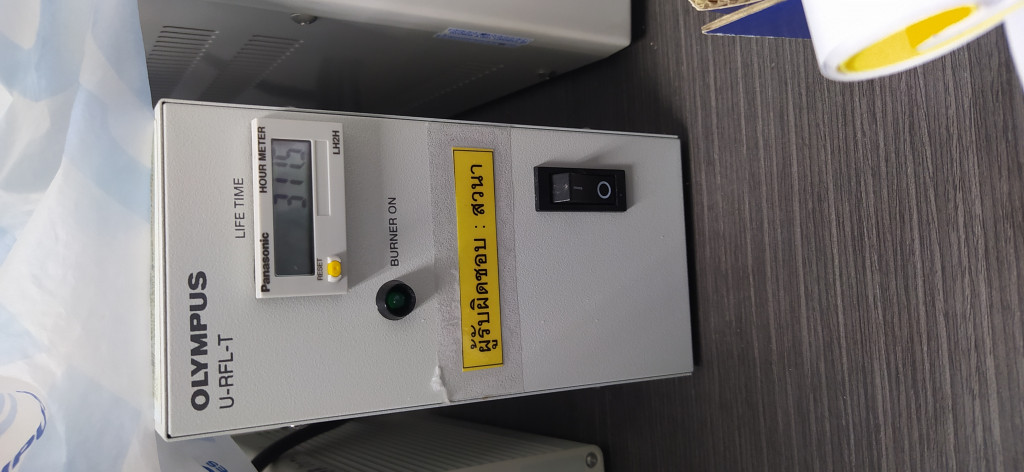 OLYMPUS
U-RFL-T
LIFE TIME
Panasonic HOUR METER
RESET
LH2H
BURNER ON
ผู้รับผิดชอบ : สวนา